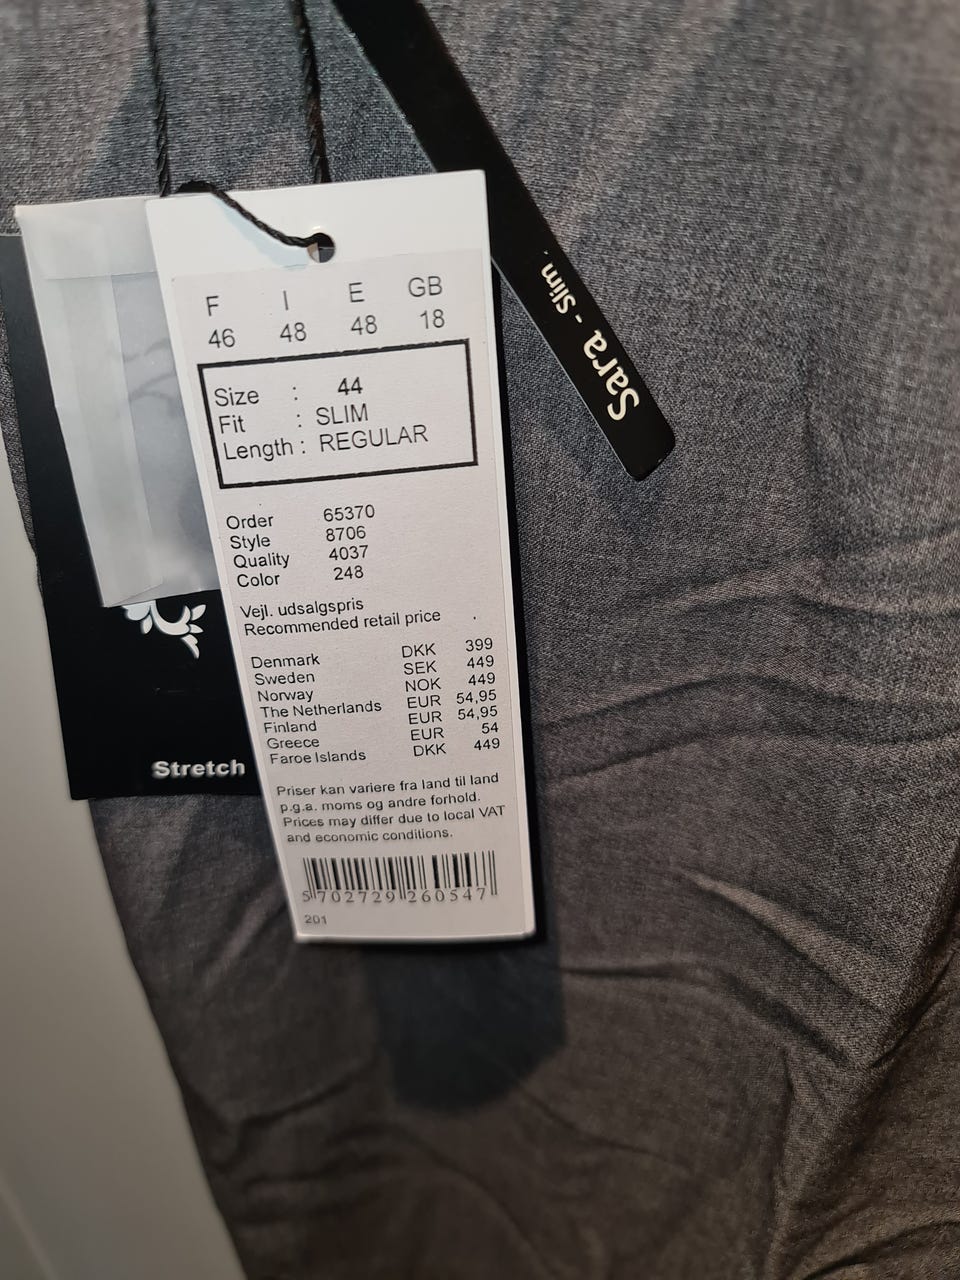 F I E GB
46 48 48 18
Size : 44
Fit : SLIM
Length : REGULAR
Order 65370
Style 8706
Quality 4037
Color 248
Vejl. udsalgspris
Recommended retail price
Denmark DKK 399
Sweden SEK 449
Norway NOK 449
The Netherlands EUR 54,95
Finland EUR 54,95
Greece EUR 54
Faroe Islands DKK 449
Priser kan variere fra land til land
p.g.a. moms og andre forhold.
Prices may differ due to local VAT
and economic conditions.
5 702729 260547
201
Sara - Slim
Stretch